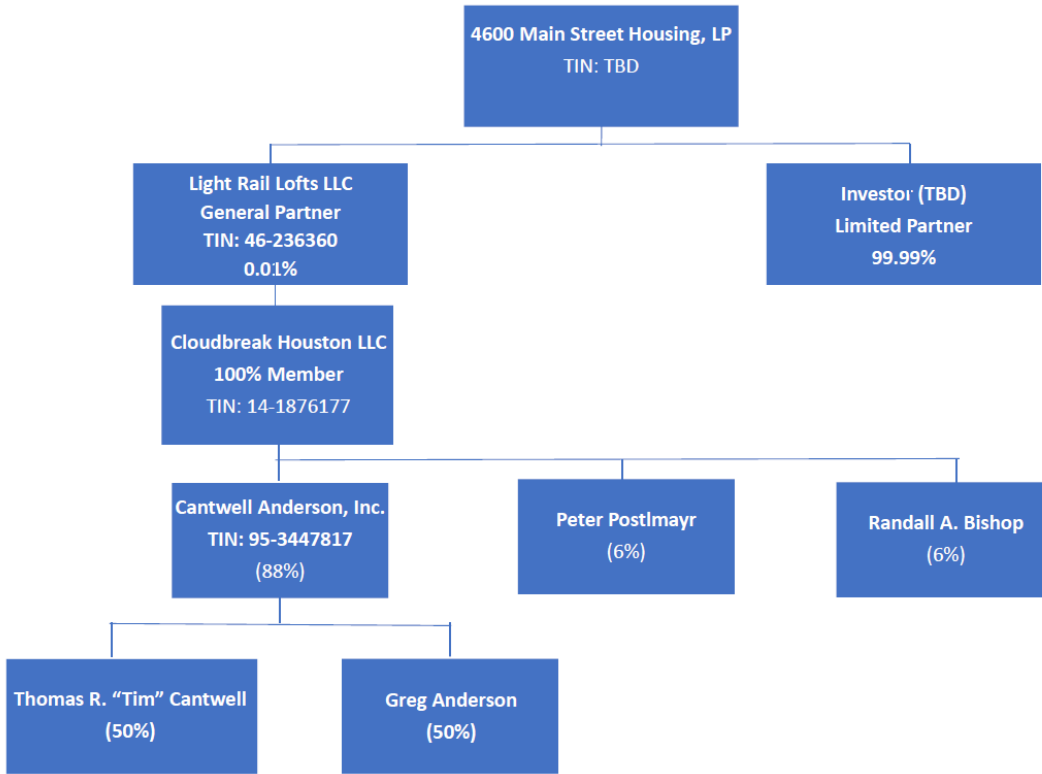 4600 Main Street Housing, LP
TIN: TBD
Light Rail Lofts LLC
General Partner
TIN: 46-236360
0.01%
Investor (TBD)
Limited Partner
99.99%
Cloudbreak Houston LLC
100% Member
TIN: 14-1876177
Cantwell Anderson, Inc.
TIN: 95-3447817
(88%)
Peter Postlmayr
(6%)
Randall A. Bishop
(6%)
Thomas R. “Tim” Cantwell
(50%)
Greg Anderson
(50%)